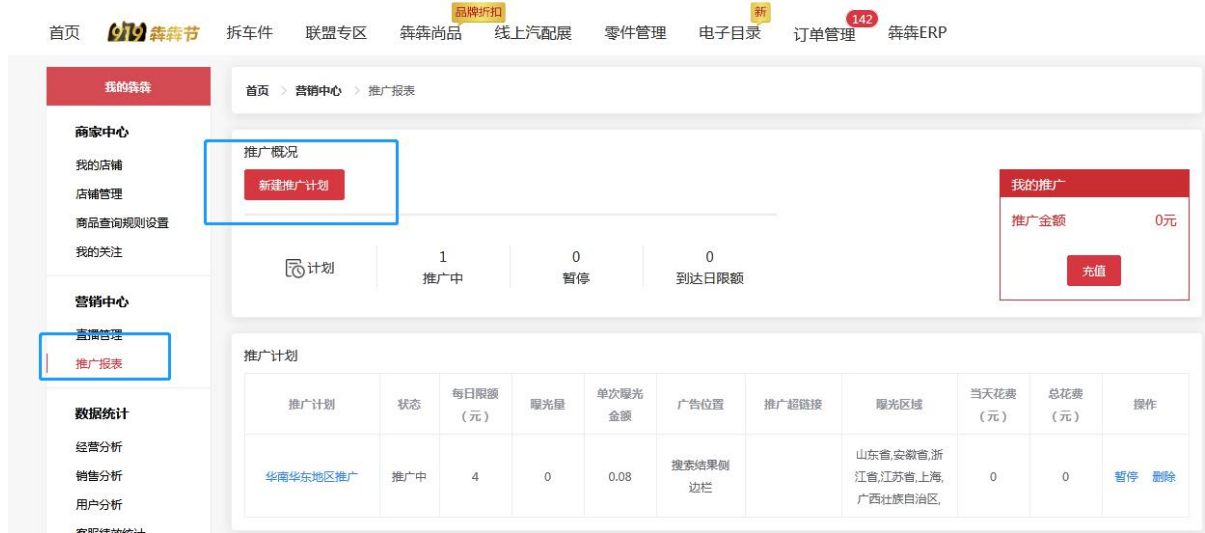 品牌折扣
新
142
首页 919 犇犇节 拆车件 联盟专区 犇犇尚品 线上汽配展 零件管理 电子目录 订单管理 犇犇ERP
我的犇犇
首页 > 营销中心 > 推广报表
商家中心
我的店铺
店铺管理
商品查询规则设置
我的关注
营销中心
直播管理
推广报表
数据统计
经营分析
销售分析
用户分析
客服绩效统计
推广概况
新建推广计划
计划
1
推广中
0
暂停
0
到达日限额
我的推广
推广金额 0元
充值
推广计划
推广计划 状态 每日限额 曝光量 单次曝光 广告位置 推广超链接 曝光区域 当天花费 总花费 操作
(元) 金额 (元) (元)
华南华东地区推广 推广中 4 0 0.08 搜索结果侧 山东省,安徽省,浙 0 0 暂停 删除
边栏 江省,江苏省,上海,
广西壮族自治区,